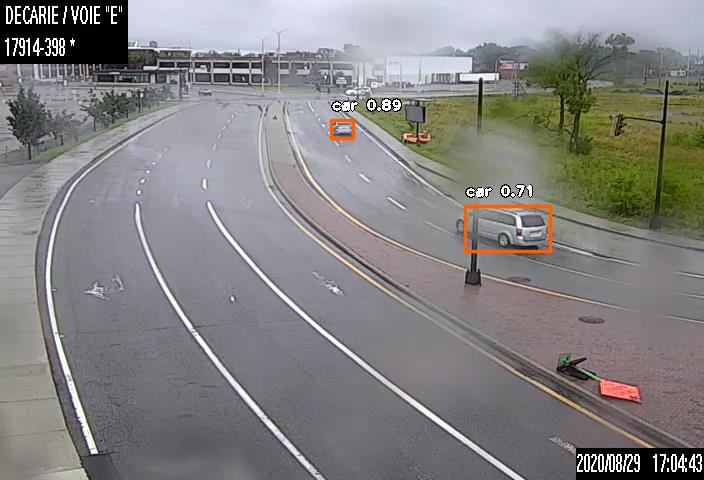 DECARIE / VOIE "E"
17914-398 *
car 0.89
car 0.71
2020/08/29 17:04:43